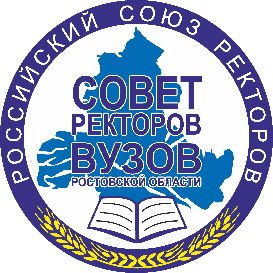 РОССИЙСКИЙ СОЮЗ РЕКТОРОВ
СОВЕТ
РЕКТОРОВ
ВУЗОВ
РОСТОВСКОЙ ОБЛАСТИ